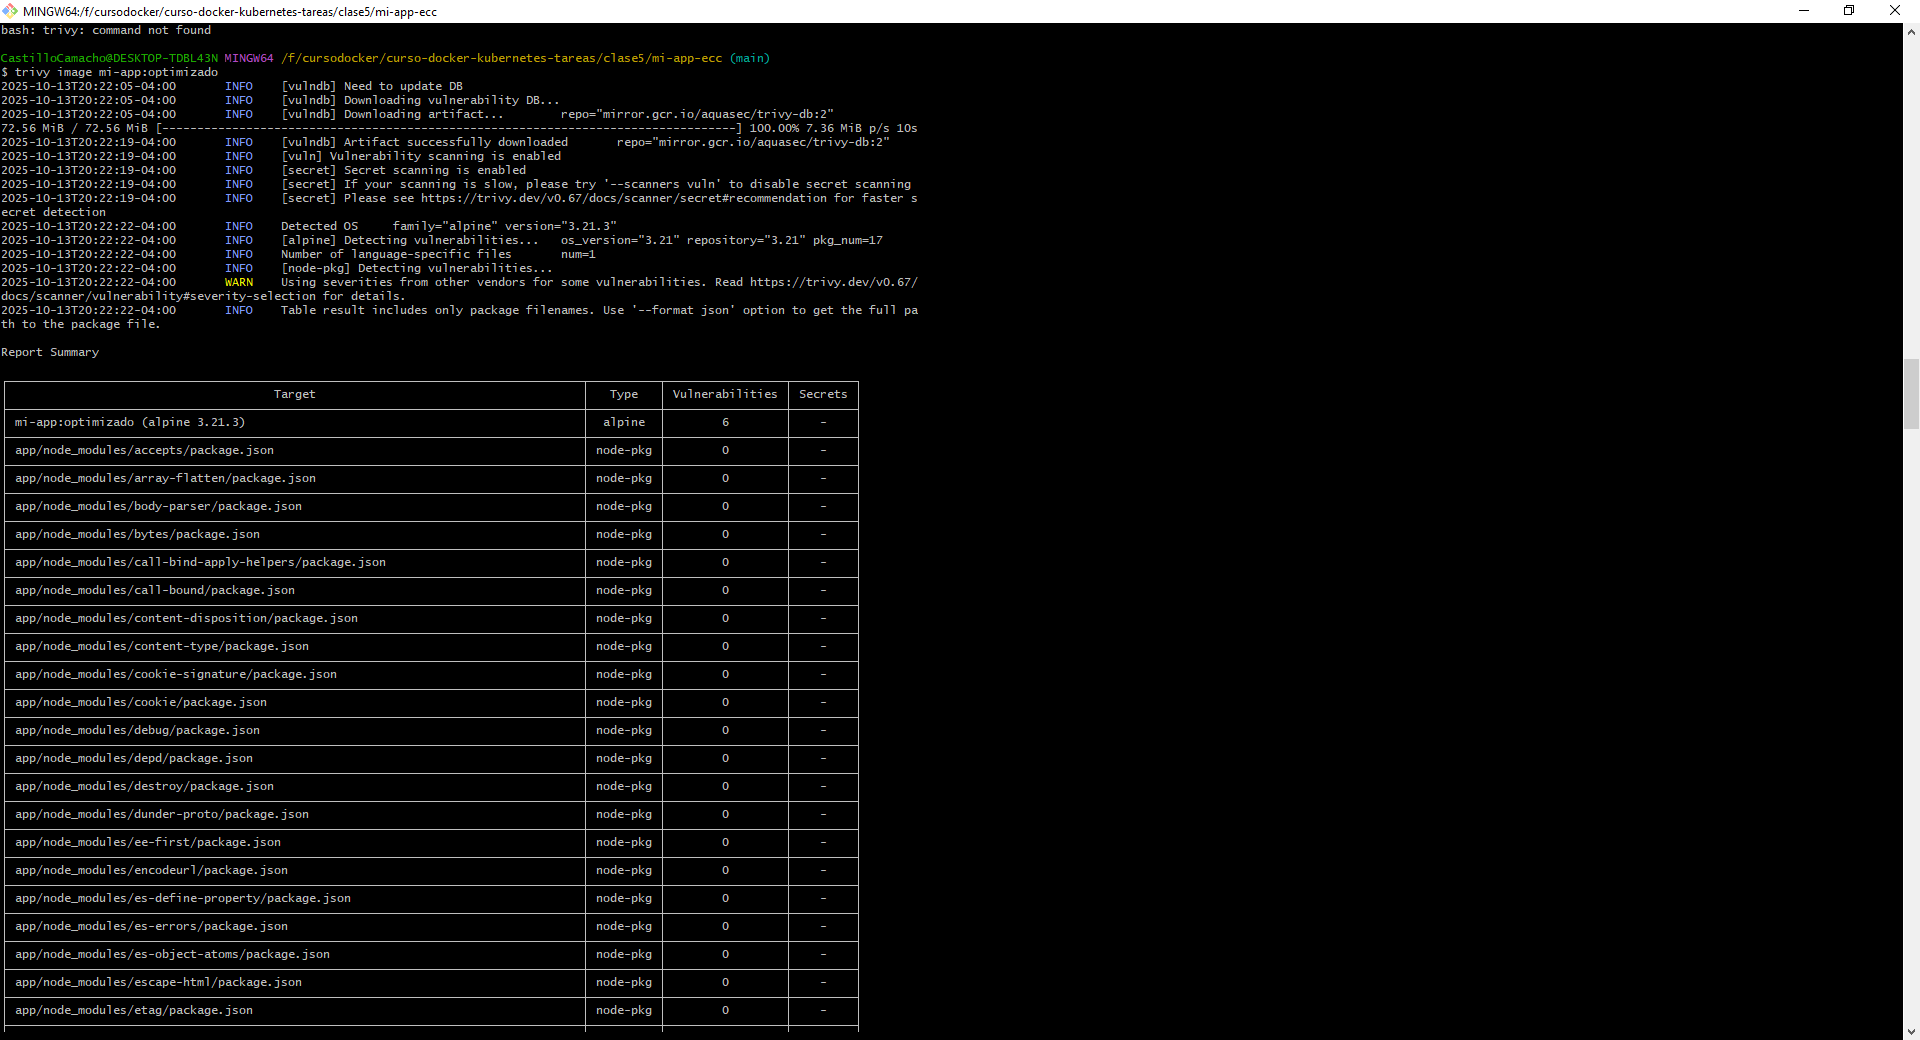 MINGW64:/f/cursodocker/curso-docker-kubernetes-tareas/clase5/mi-app-ecc
bash: trivy: command not found
CastilloCamacho@DESKTOP-TDBL43N MINGW64 /f/cursodocker/curso-docker-kubernetes-tareas/clase5/mi-app-ecc (main)
$ trivy image mi-app:optimizado
2025-10-13T20:22:05-04:00 INFO [vulndb] Need to update DB
2025-10-13T20:22:05-04:00 INFO [vulndb] Downloading vulnerability DB...
2025-10-13T20:22:05-04:00 INFO [vulndb] Downloading artifact... repo="mirror.gcr.io/aquasec/trivy-db:2"
72.56 MiB / 72.56 MiB [----------------------------------------------------------------------------------] 100.00% 7.36 MiB p/s 10s
2025-10-13T20:22:19-04:00 INFO [vulndb] Artifact successfully downloaded repo="mirror.gcr.io/aquasec/trivy-db:2"
2025-10-13T20:22:19-04:00 INFO [vuln] Vulnerability scanning is enabled
2025-10-13T20:22:19-04:00 INFO [secret] Secret scanning is enabled
2025-10-13T20:22:19-04:00 INFO [secret] If your scanning is slow, please try '--scanners vuln' to disable secret scanning
2025-10-13T20:22:19-04:00 INFO [secret] Please see https://trivy.dev/v0.67/docs/scanner/secret#recommendation for faster s
ecret detection
2025-10-13T20:22:22-04:00 INFO Detected OS family="alpine" version="3.21.3"
2025-10-13T20:22:22-04:00 INFO [alpine] Detecting vulnerabilities... os_version="3.21" repository="3.21" pkg_num=17
2025-10-13T20:22:22-04:00 INFO Number of language-specific files num=1
2025-10-13T20:22:22-04:00 INFO [node-pkg] Detecting vulnerabilities...
2025-10-13T20:22:22-04:00 WARN Using severities from other vendors for some vulnerabilities. Read https://trivy.dev/v0.67/
docs/scanner/vulnerability#severity-selection for details.
2025-10-13T20:22:22-04:00 INFO Table result includes only package filenames. Use '--format json' option to get the full pa
th to the package file.
Report Summary
Target Type Vulnerabilities Secrets
mi-app:optimizado (alpine 3.21.3) alpine 6 -
app/node_modules/accepts/package.json node-pkg 0 -
app/node_modules/array-flatten/package.json node-pkg 0 -
app/node_modules/body-parser/package.json node-pkg 0 -
app/node_modules/bytes/package.json node-pkg 0 -
app/node_modules/call-bind-apply-helpers/package.json node-pkg 0 -
app/node_modules/call-bound/package.json node-pkg 0 -
app/node_modules/content-disposition/package.json node-pkg 0 -
app/node_modules/content-type/package.json node-pkg 0 -
app/node_modules/cookie-signature/package.json node-pkg 0 -
app/node_modules/cookie/package.json node-pkg 0 -
app/node_modules/debug/package.json node-pkg 0 -
app/node_modules/depd/package.json node-pkg 0 -
app/node_modules/destroy/package.json node-pkg 0 -
app/node_modules/dunder-proto/package.json node-pkg 0 -
app/node_modules/ee-first/package.json node-pkg 0 -
app/node_modules/encodeurl/package.json node-pkg 0 -
app/node_modules/es-define-property/package.json node-pkg 0 -
app/node_modules/es-errors/package.json node-pkg 0 -
app/node_modules/es-object-atoms/package.json node-pkg 0 -
app/node_modules/escape-html/package.json node-pkg 0 -
app/node_modules/etag/package.json node-pkg 0 -